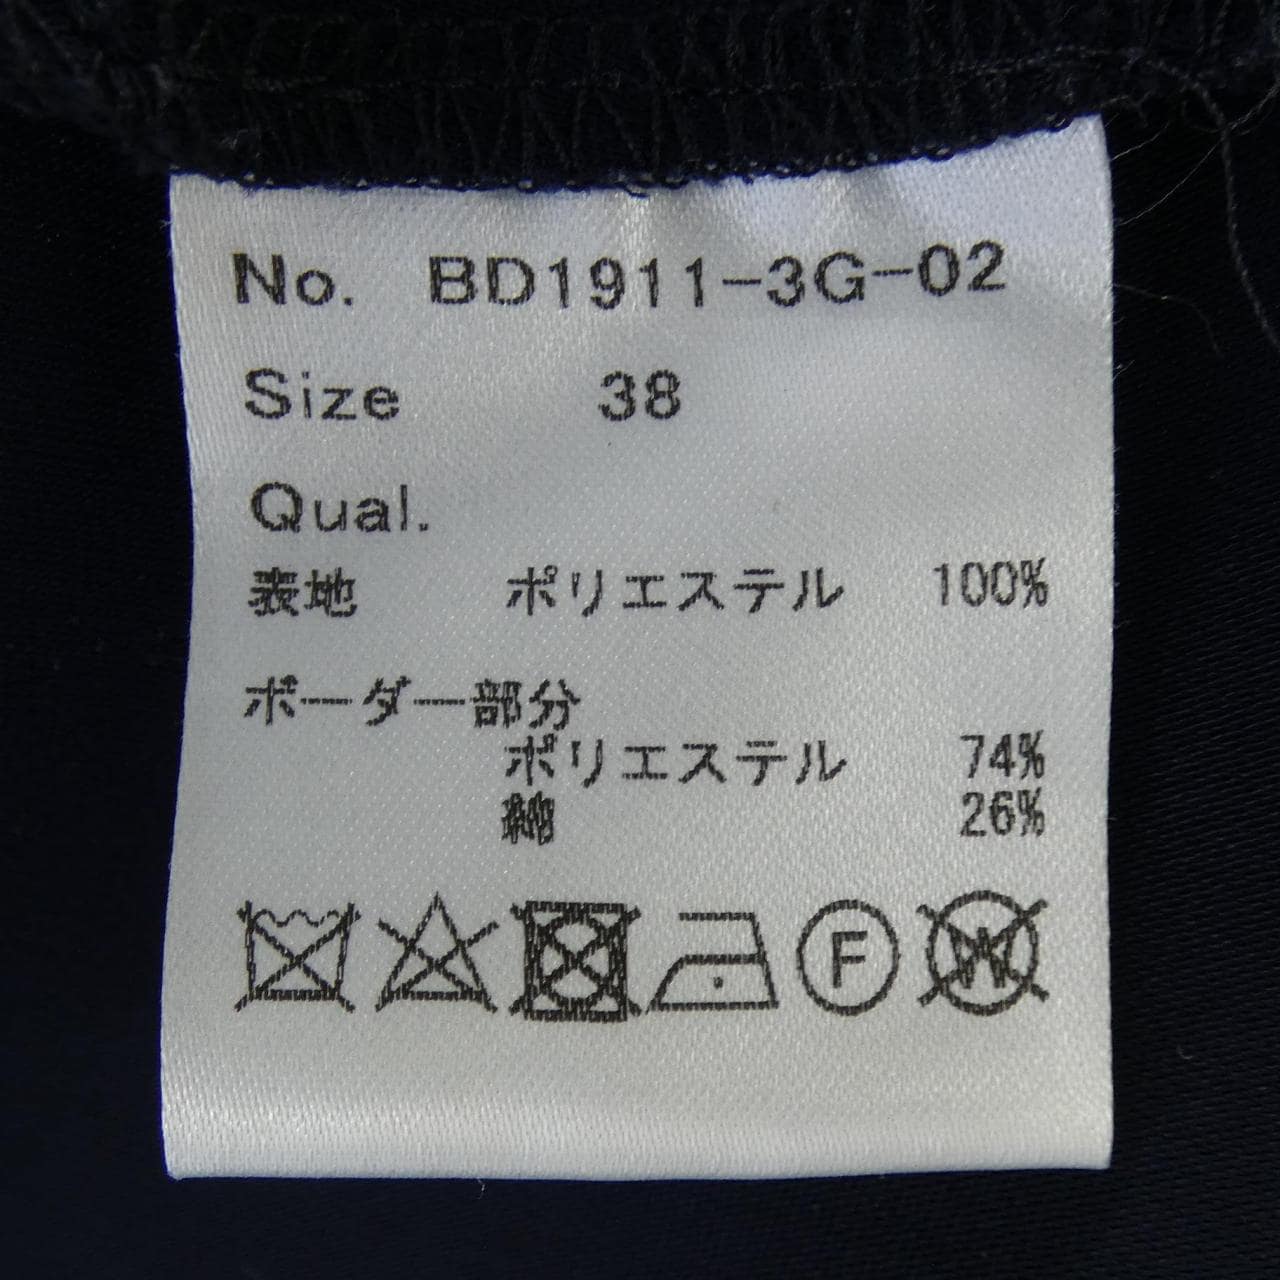 No. BD1911-3G-02
Size 38
Qual.
表地 ポリエステル 100%
ボーダー部分
ポリエステル 74%
綿 26%
F
W